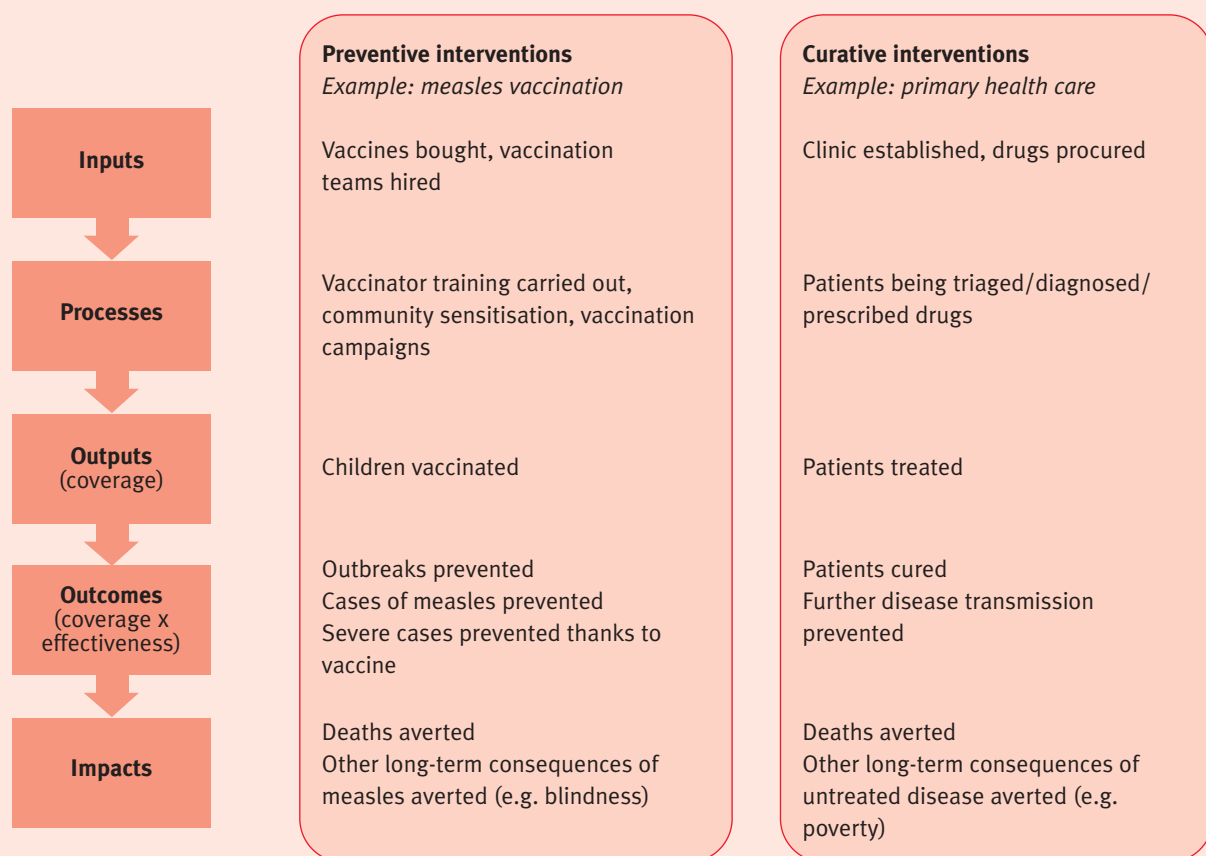 Preventive interventions
Example: measles vaccination
Curative interventions
Example: primary health care
Inputs
Vaccines bought, vaccination
teams hired
Clinic established, drugs procured
Processes
Vaccinator training carried out,
community sensitisation, vaccination
campaigns
Patients being triaged/diagnosed/
prescribed drugs
Outputs
(coverage)
Children vaccinated
Patients treated
Outcomes
(coverage x
effectiveness)
Outbreaks prevented
Cases of measles prevented
Severe cases prevented thanks to
vaccine
Patients cured
Further disease transmission
prevented
Impacts
Deaths averted
Other long-term consequences of
measles averted (e.g. blindness)
Deaths averted
Other long-term consequences of
untreated disease averted (e.g.
poverty)